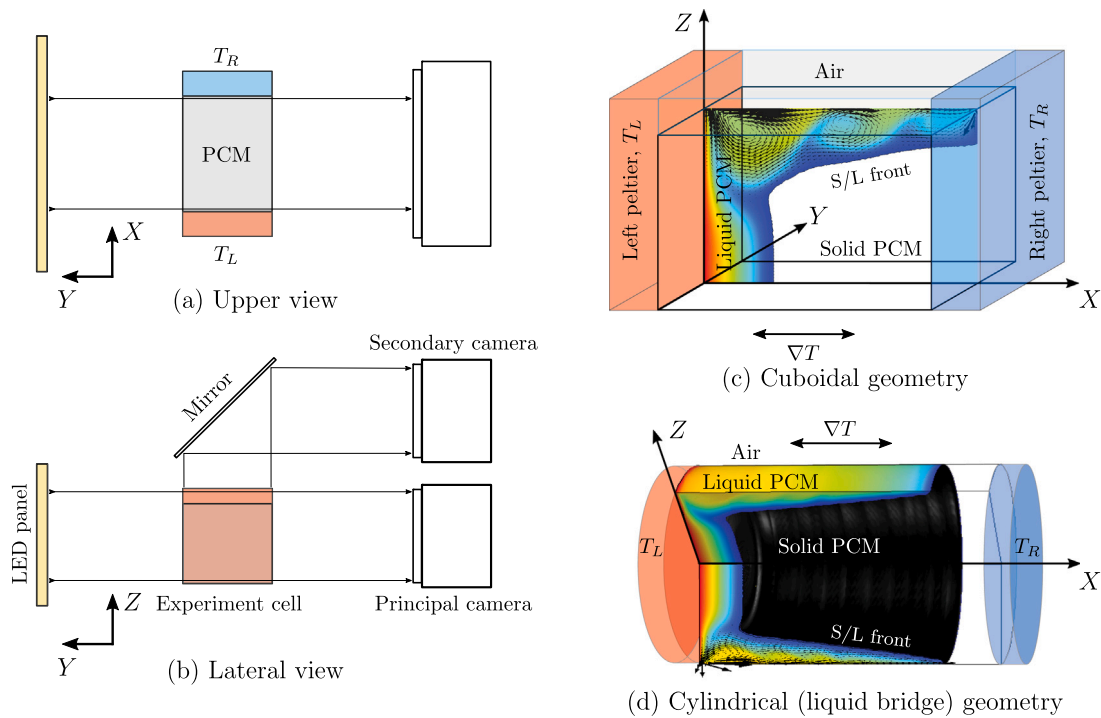 T_R
PCM
T_L
X
Y
(a) Upper view
Secondary camera
Mirror
LED panel
Z
Experiment cell
Principal camera
Y
(b) Lateral view
Z
Air
Left peltier, T_L
Liquid PCM
S/L front
Y
Solid PCM
Right peltier, T_R
X
∇T
(c) Cuboidal geometry
Z
∇T
Air
Liquid PCM
T_L
Solid PCM
T_R
X
S/L front
(d) Cylindrical (liquid bridge) geometry